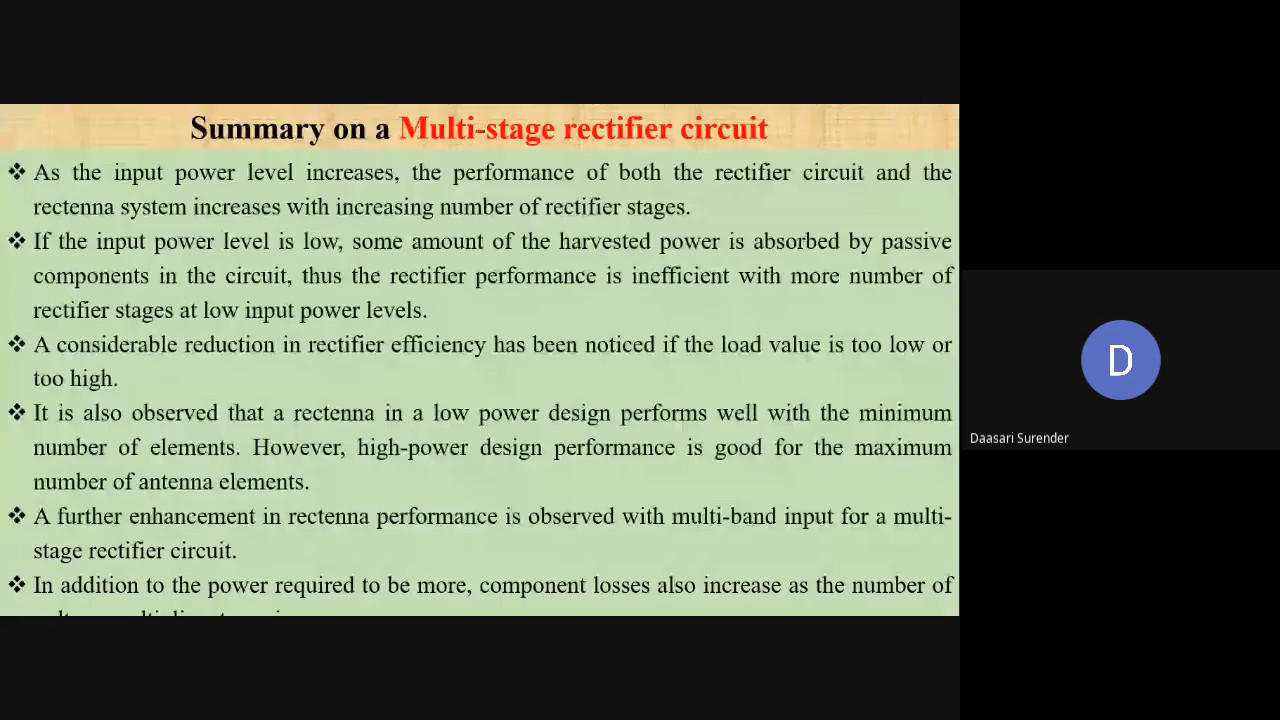 Summary on a Multi-stage rectifier circuit
❖ As the input power level increases, the performance of both the rectifier circuit and the
rectenna system increases with increasing number of rectifier stages.
❖ If the input power level is low, some amount of the harvested power is absorbed by passive
components in the circuit, thus the rectifier performance is inefficient with more number of
rectifier stages at low input power levels.
❖ A considerable reduction in rectifier efficiency has been noticed if the load value is too low or
too high.
❖ It is also observed that a rectenna in a low power design performs well with the minimum
number of elements. However, high-power design performance is good for the maximum
number of antenna elements.
❖ A further enhancement in rectenna performance is observed with multi-band input for a multi-
stage rectifier circuit.
❖ In addition to the power required to be more, component losses also increase as the number of
D
Daasari Surender